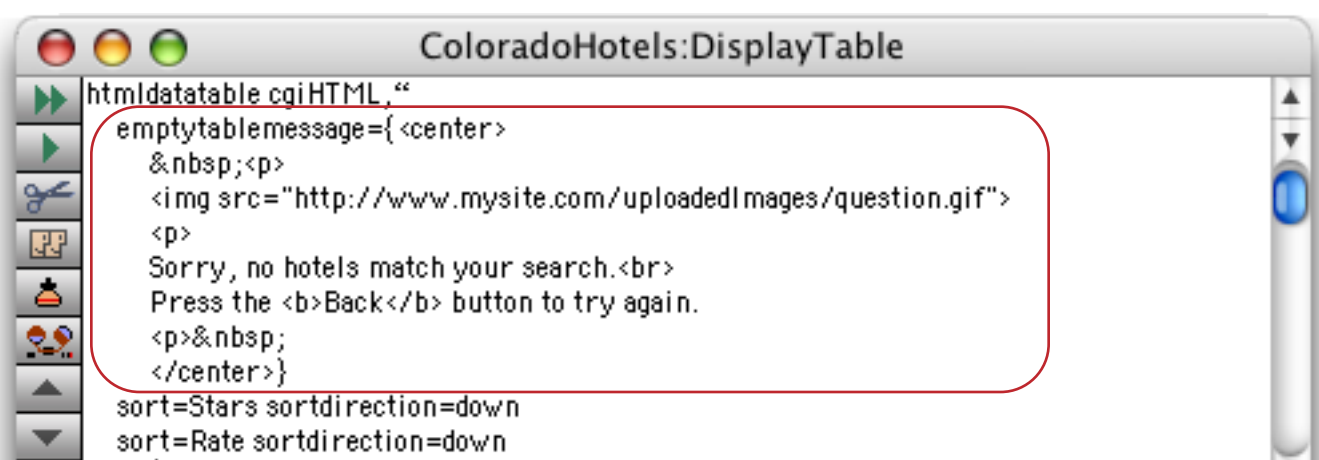 ColoradoHotels:DisplayTable
htmldatatable cgiHTML,“
emptytablemessage={<center>
&nbsp;<p>
<img src="http://www.mysite.com/uploadedImages/question.gif">
<p>
Sorry, no hotels match your search.<br>
Press the <b>Back</b> button to try again.
<p>&nbsp;
</center>}
sort=Stars sortdirection=down
sort=Rate sortdirection=down